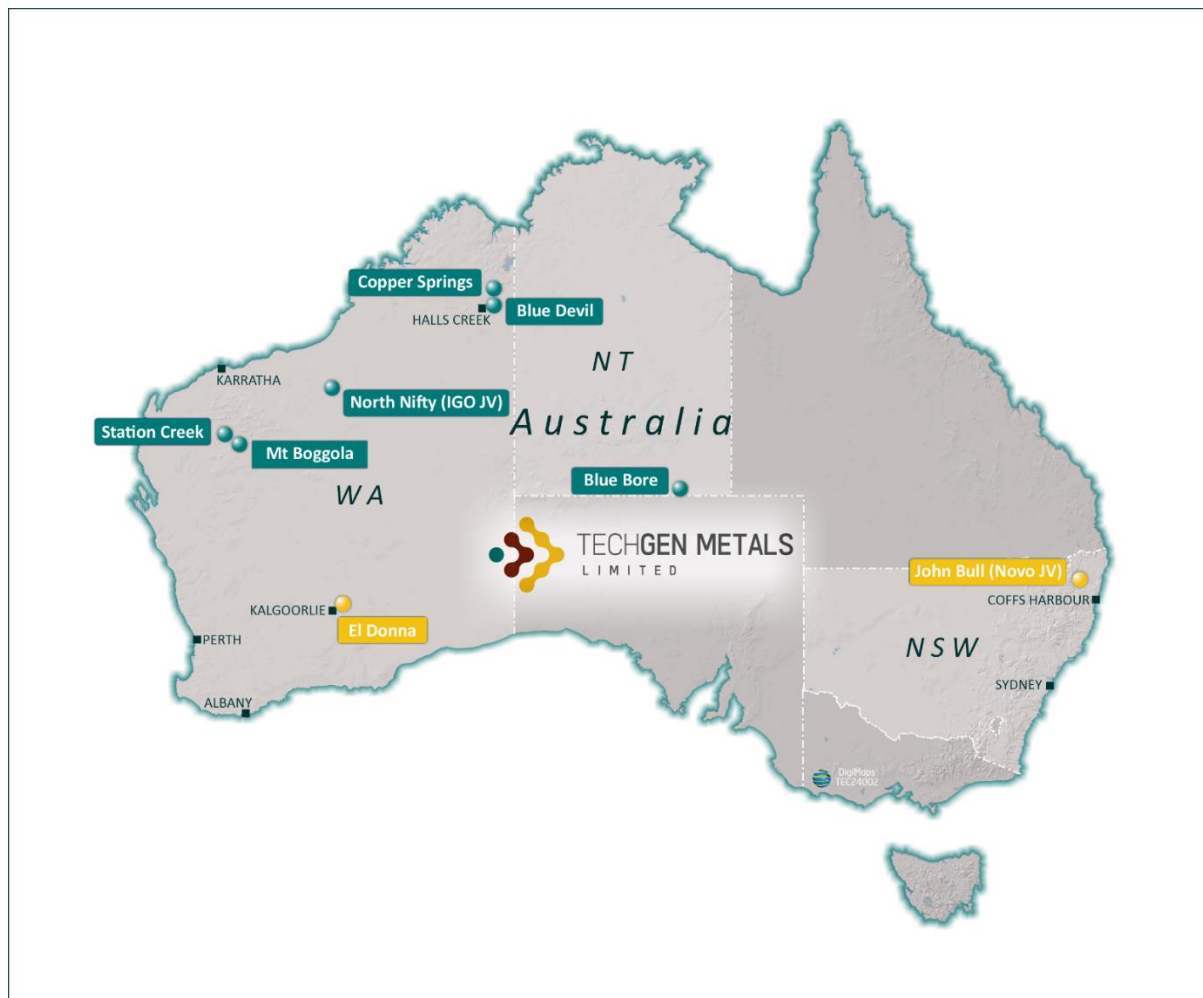 Copper Springs
Blue Devil
HALLS CREEK
NT
KARRATHA
North Nifty (IGO JV)
Australia
Station Creek
Mt Boggola
Blue Bore
WA
TECHGEN METALS
LIMITED
John Bull (Novo JV)
COFFS HARBOUR
KALGOORLIE
El Donna
PERTH
NSW
SYDNEY
ALBANY
DigiMaps
TEC24002